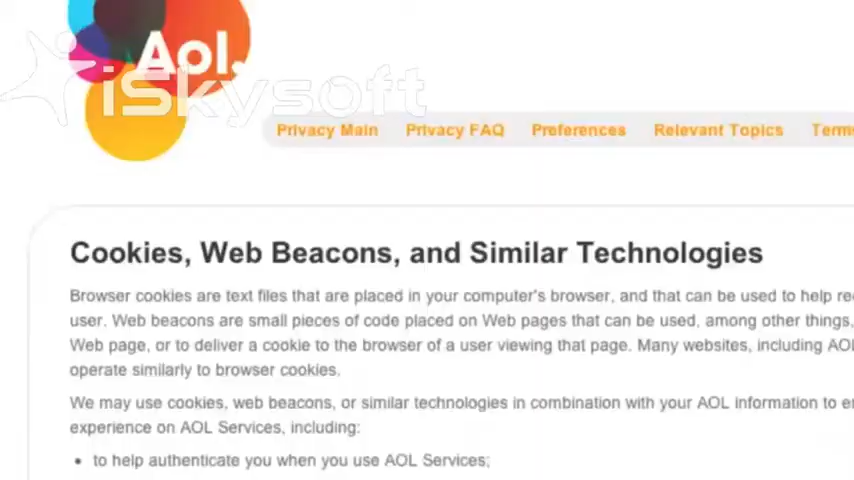 Aol.
iSkysoft
Privacy Main Privacy FAQ Preferences Relevant Topics Terms
Cookies, Web Beacons, and Similar Technologies
Browser cookies are text files that are placed in your computer's browser, and that can be used to help
user. Web beacons are small pieces of code placed on Web pages that can be used, among other things,
Web page, or to deliver a cookie to the browser of a user viewing that page. Many websites, including AOL
operate similarly to browser cookies.
We may use cookies, web beacons, or similar technologies in combination with your AOL information to
experience on AOL Services, including:
• to help authenticate you when you use AOL Services;